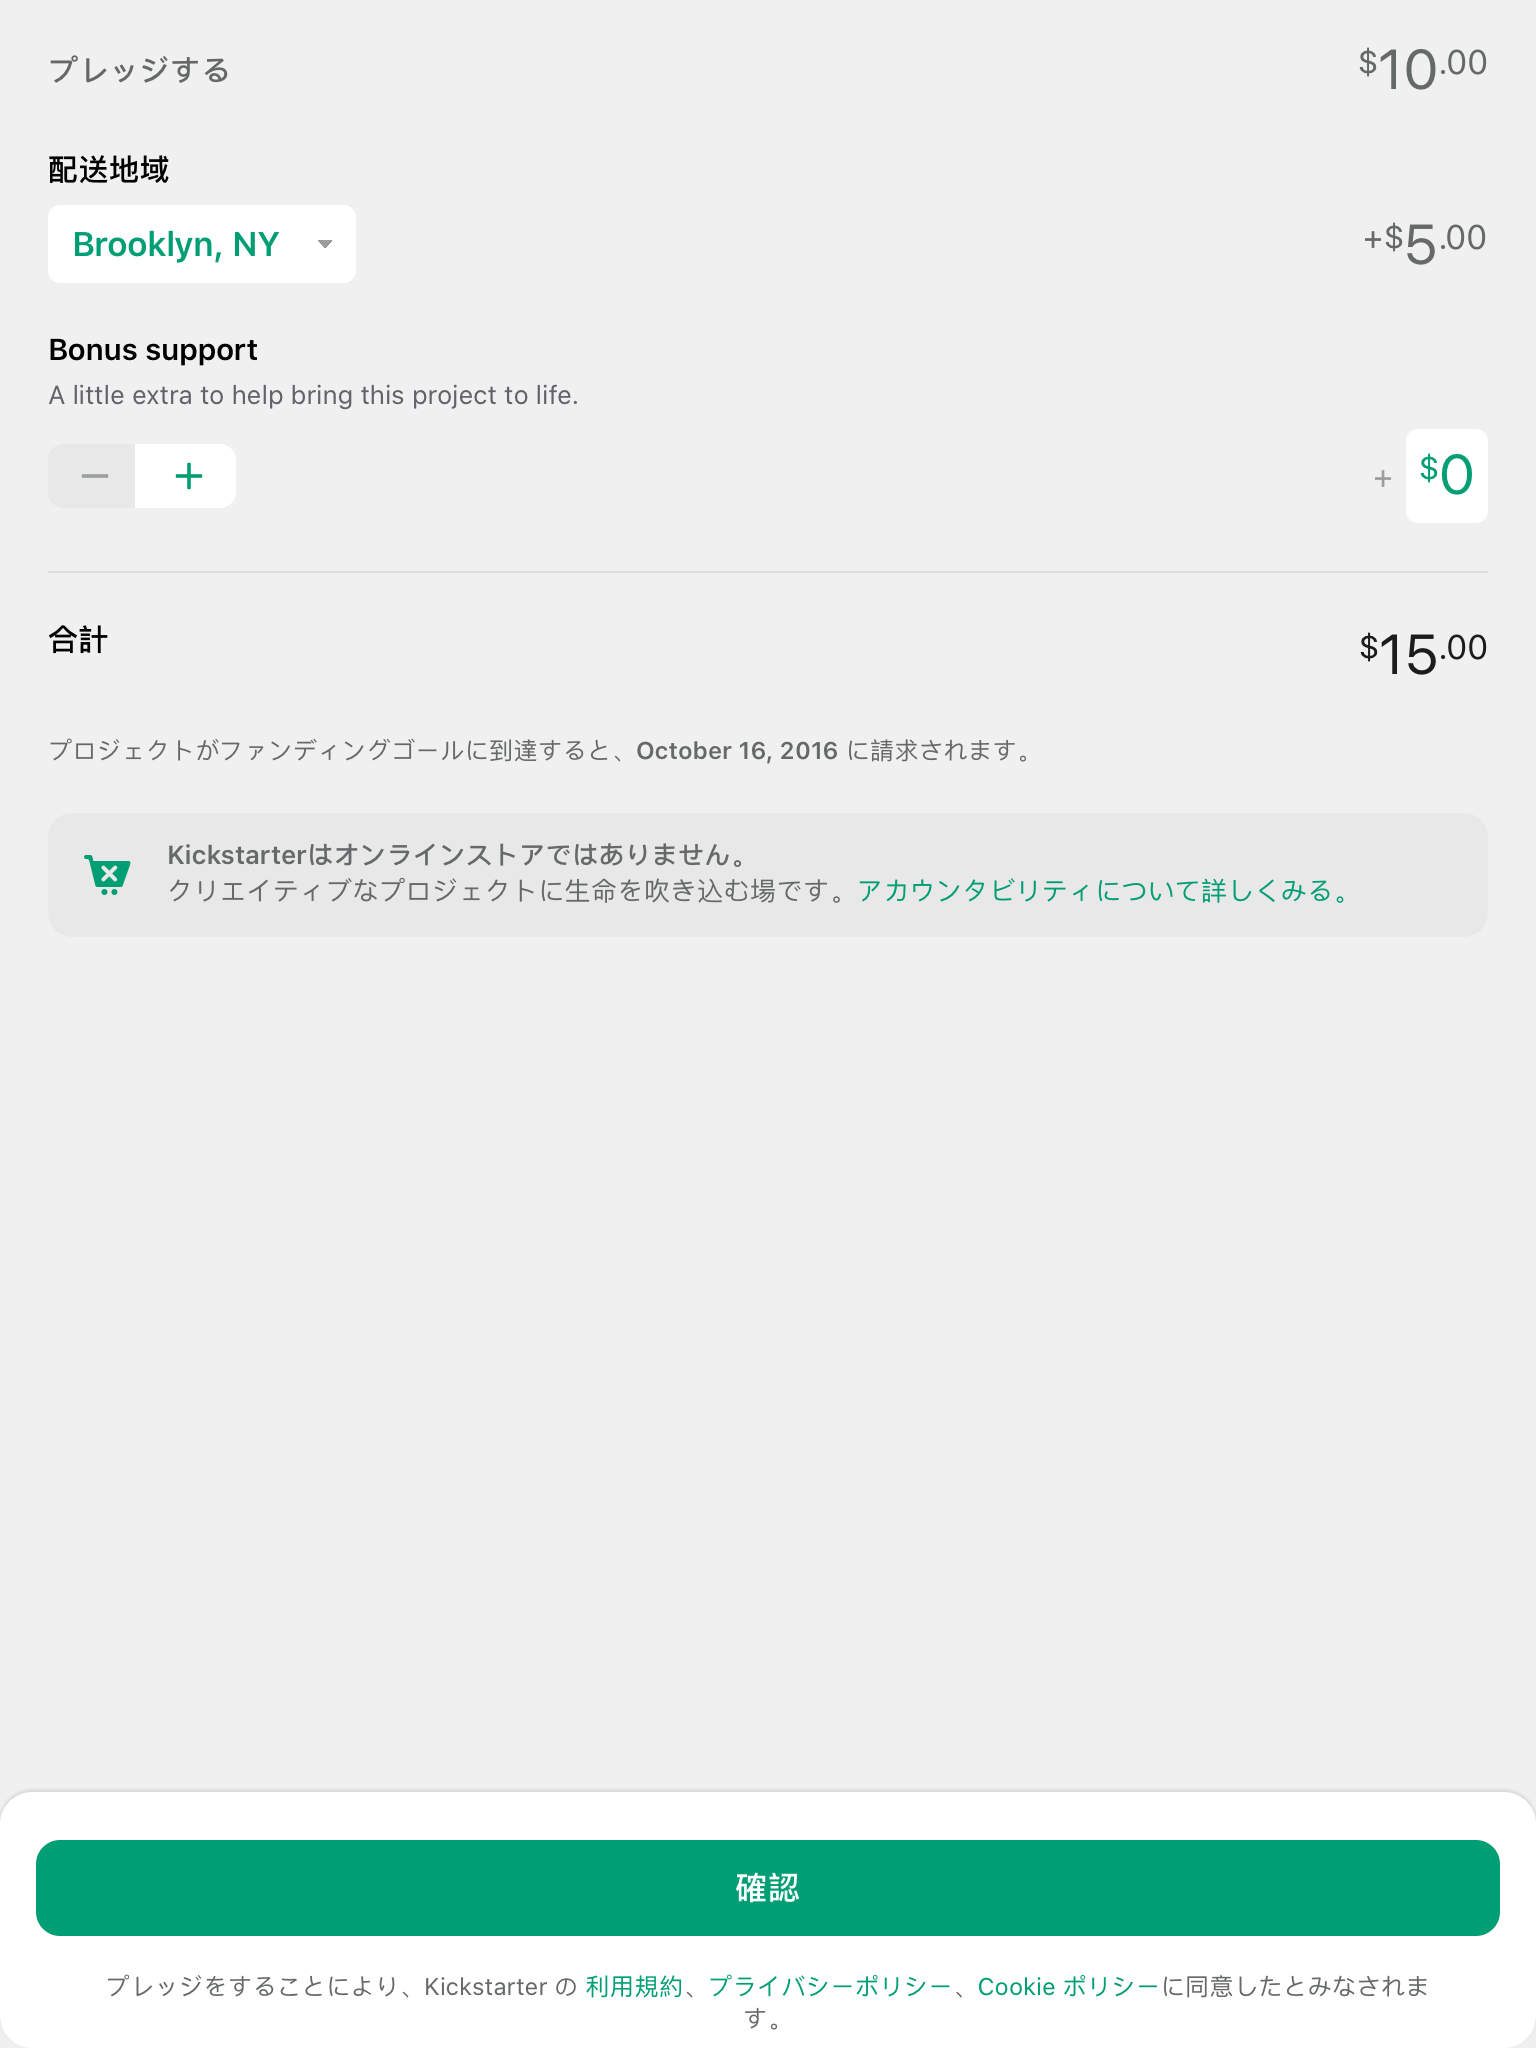 プレッジする
$10.00
配送地域
Brooklyn, NY
+$5.00
Bonus support
A little extra to help bring this project to life.
+ $0
合計
$15.00
プロジェクトがファンディングゴールに到達すると、October 16, 2016 に請求されます。
Kickstarterはオンラインストアではありません。
クリエイティブなプロジェクトに生命を吹き込む場です。アカウンタビリティについて詳しくみる。
確認
プレッジをすることにより、Kickstarter の 利用規約、プライバシーポリシー、Cookie ポリシーに同意したとみなされま
す。